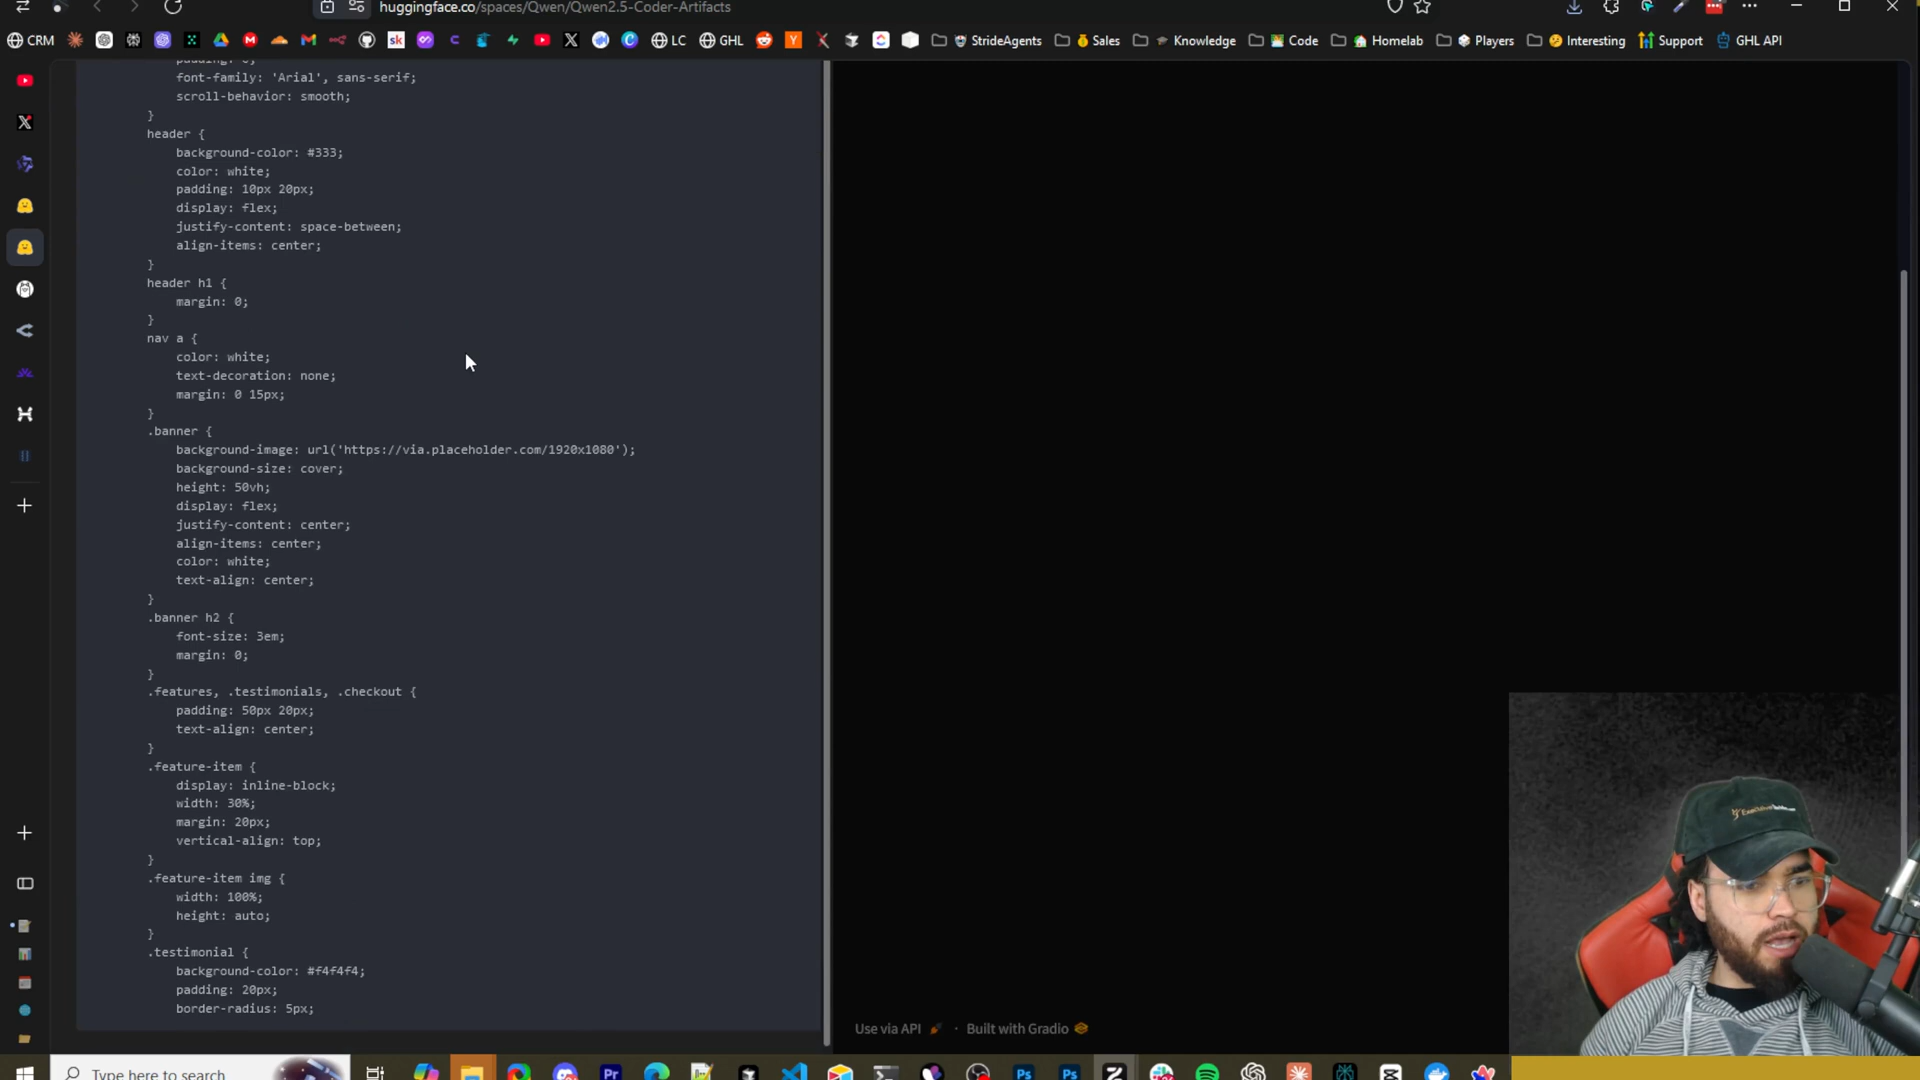 huggingface.co/spaces/Qwen/Qwen2.5-Coder-Artifacts
CRM
sk
LC
GHL
StrideAgents
Sales
Knowledge
Code
Homelab
Players
Interesting
Support
GHL API
font-family: 'Arial', sans-serif;
scroll-behavior: smooth;
}
header {
background-color: #333;
color: white;
padding: 10px 20px;
display: flex;
justify-content: space-between;
align-items: center;
}
header h1 {
margin: 0;
}
nav a {
color: white;
text-decoration: none;
margin: 0 15px;
}
.banner {
background-image: url('https://via.placeholder.com/1920x1080');
background-size: cover;
height: 50vh;
display: flex;
justify-content: center;
align-items: center;
color: white;
text-align: center;
}
.banner h2 {
font-size: 3em;
margin: 0;
}
.features, .testimonials, .checkout {
padding: 50px 20px;
text-align: center;
}
.feature-item {
display: inline-block;
width: 30%;
margin: 20px;
vertical-align: top;
}
.feature-item img {
width: 100%;
height: auto;
}
.testimonial {
background-color: #f4f4f4;
padding: 20px;
border-radius: 5px;
Use via API · Built with Gradio
Type here to search